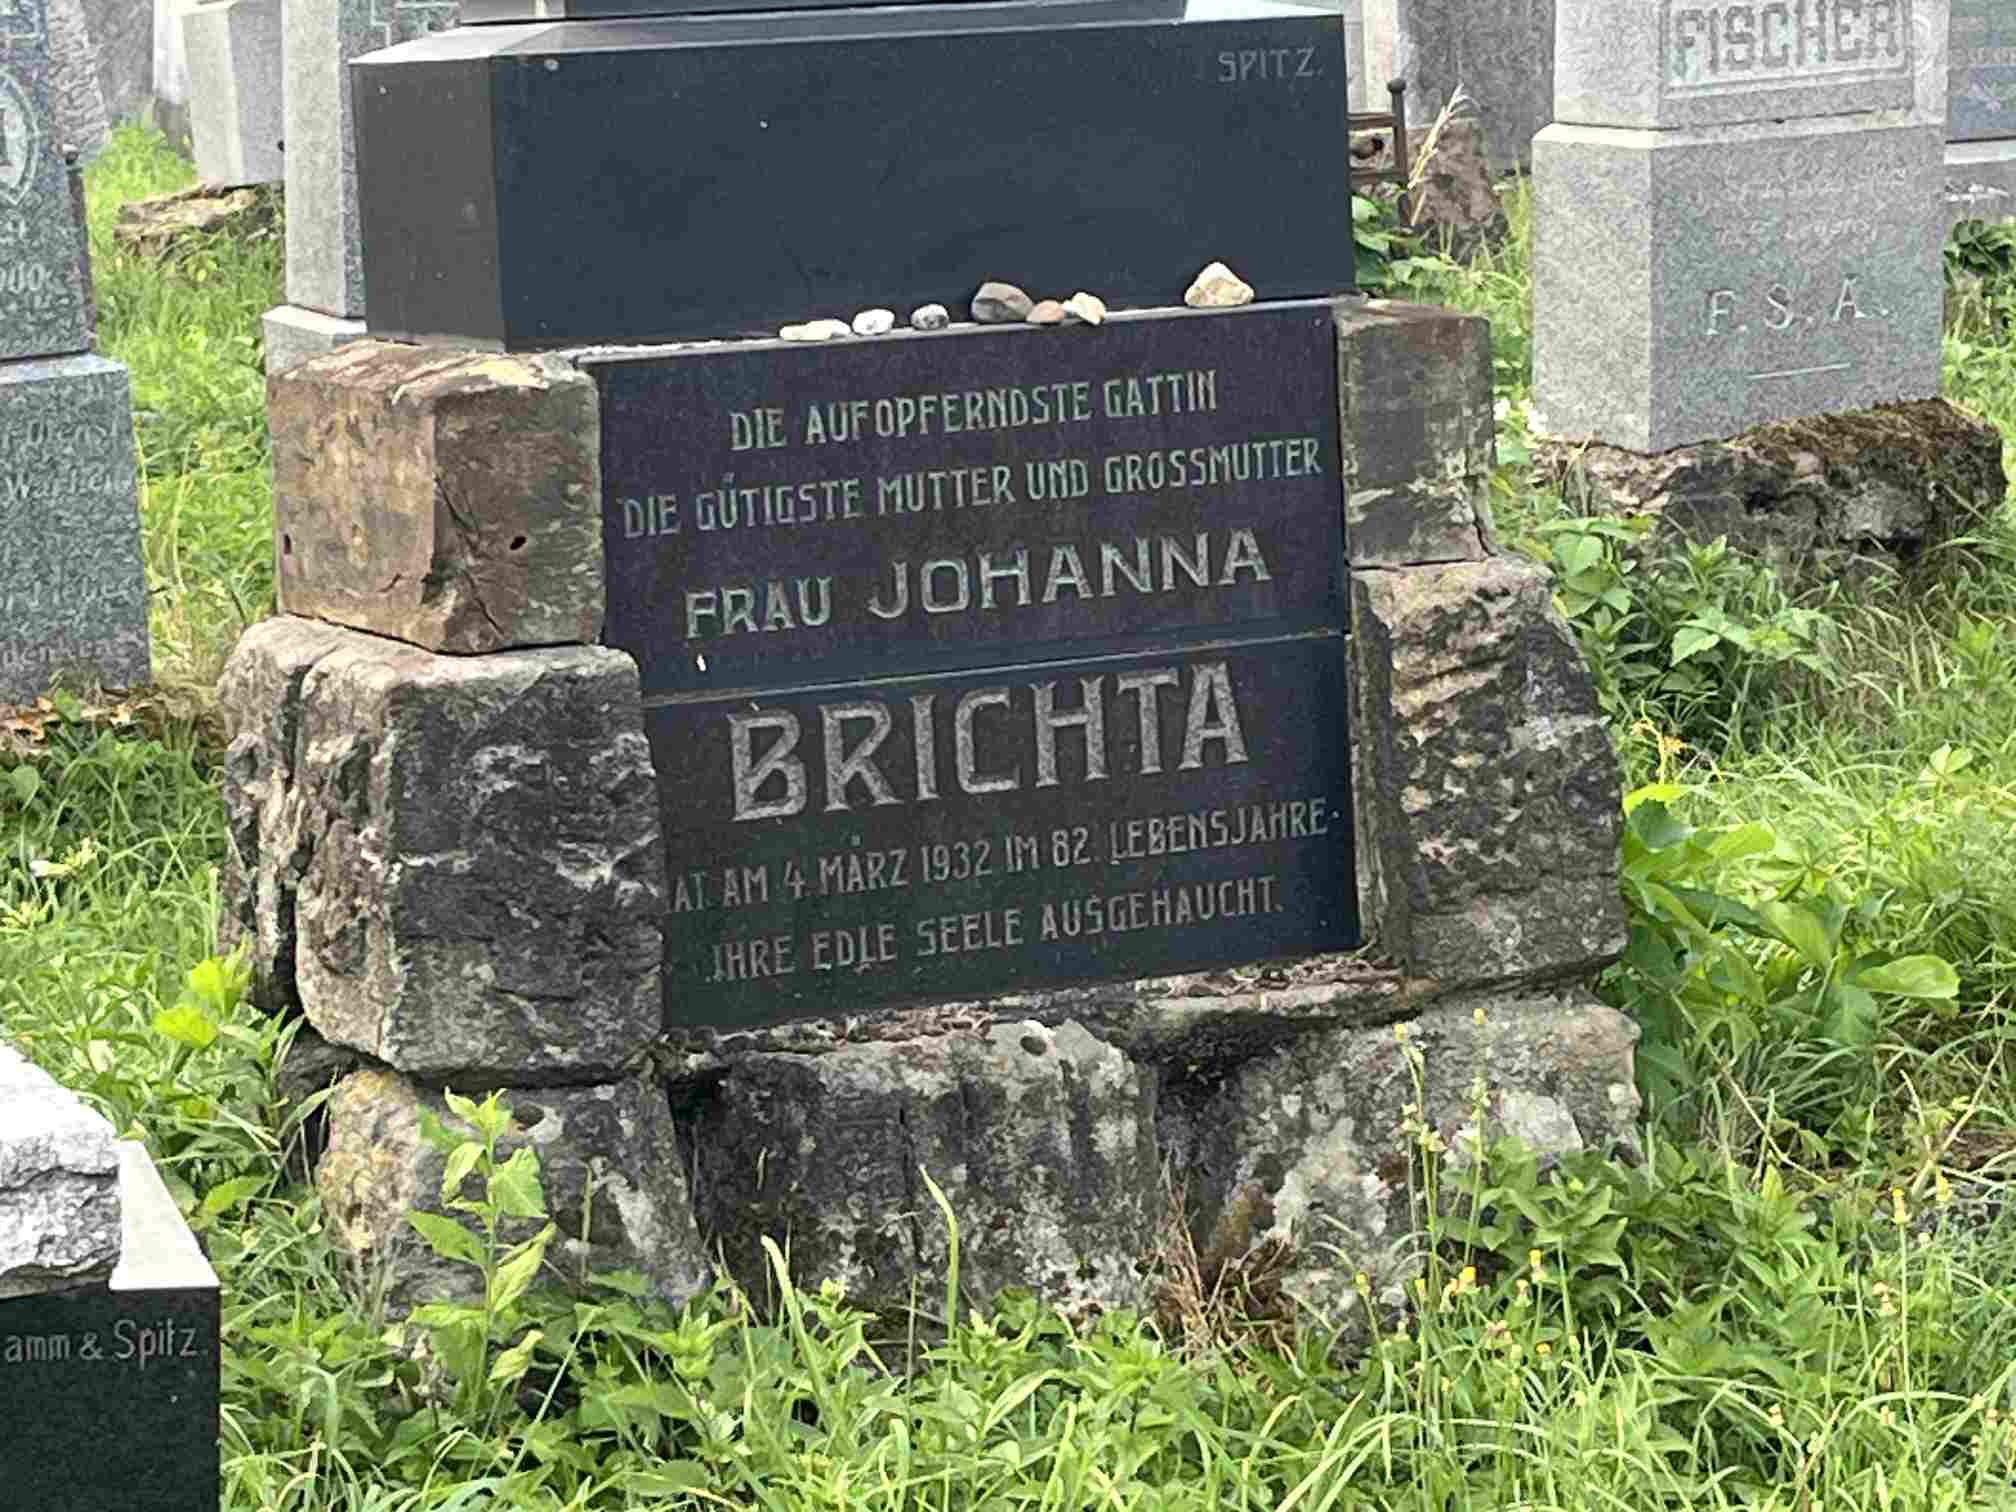 SPITZ.
FISCHER
F. S. A.
DIE AUFOPFERNDSTE GATTIN
DIE GÜTIGSTE MUTTER UND GROSSMUTTER
FRAU JOHANNA
BRICHTA
AT AM 4. MÄRZ 1932 IM 82. LEBENSJAHRE
IHRE EDLE SEELE AUSGEHAUCHT.
amm & Spitz.